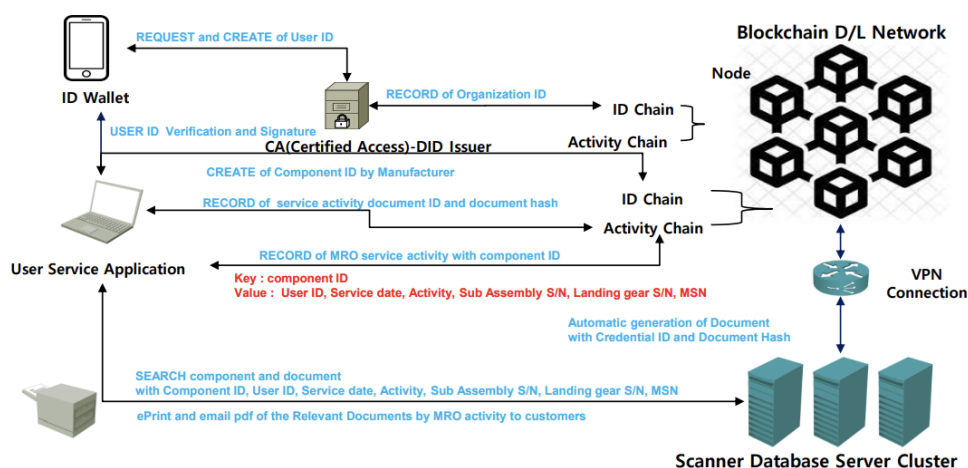 Blockchain D/L Network
REQUEST and CREATE of User ID
Node
ID Wallet
RECORD of Organization ID
ID Chain
USER ID Verification and Signature
Activity Chain
CA(Certified Access)-DID Issuer
CREATE of Component ID by Manufacturer
ID Chain
RECORD of service activity document ID and document hash
Activity Chain
User Service Application
RECORD of MRO service activity with component ID
Key : component ID
Value : User ID, Service date, Activity, Sub Assembly S/N, Landing gear S/N, MSN
VPN
Connection
Automatic generation of Document
with Credential ID and Document Hash
SEARCH component and document
with Component ID, User ID, Service date, Activity, Sub Assembly S/N, Landing gear S/N, MSN
ePrint and email pdf of the Relevant Documents by MRO activity to customers
Scanner Database Server Cluster